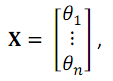 X = [θ₁
⋮
θₙ],